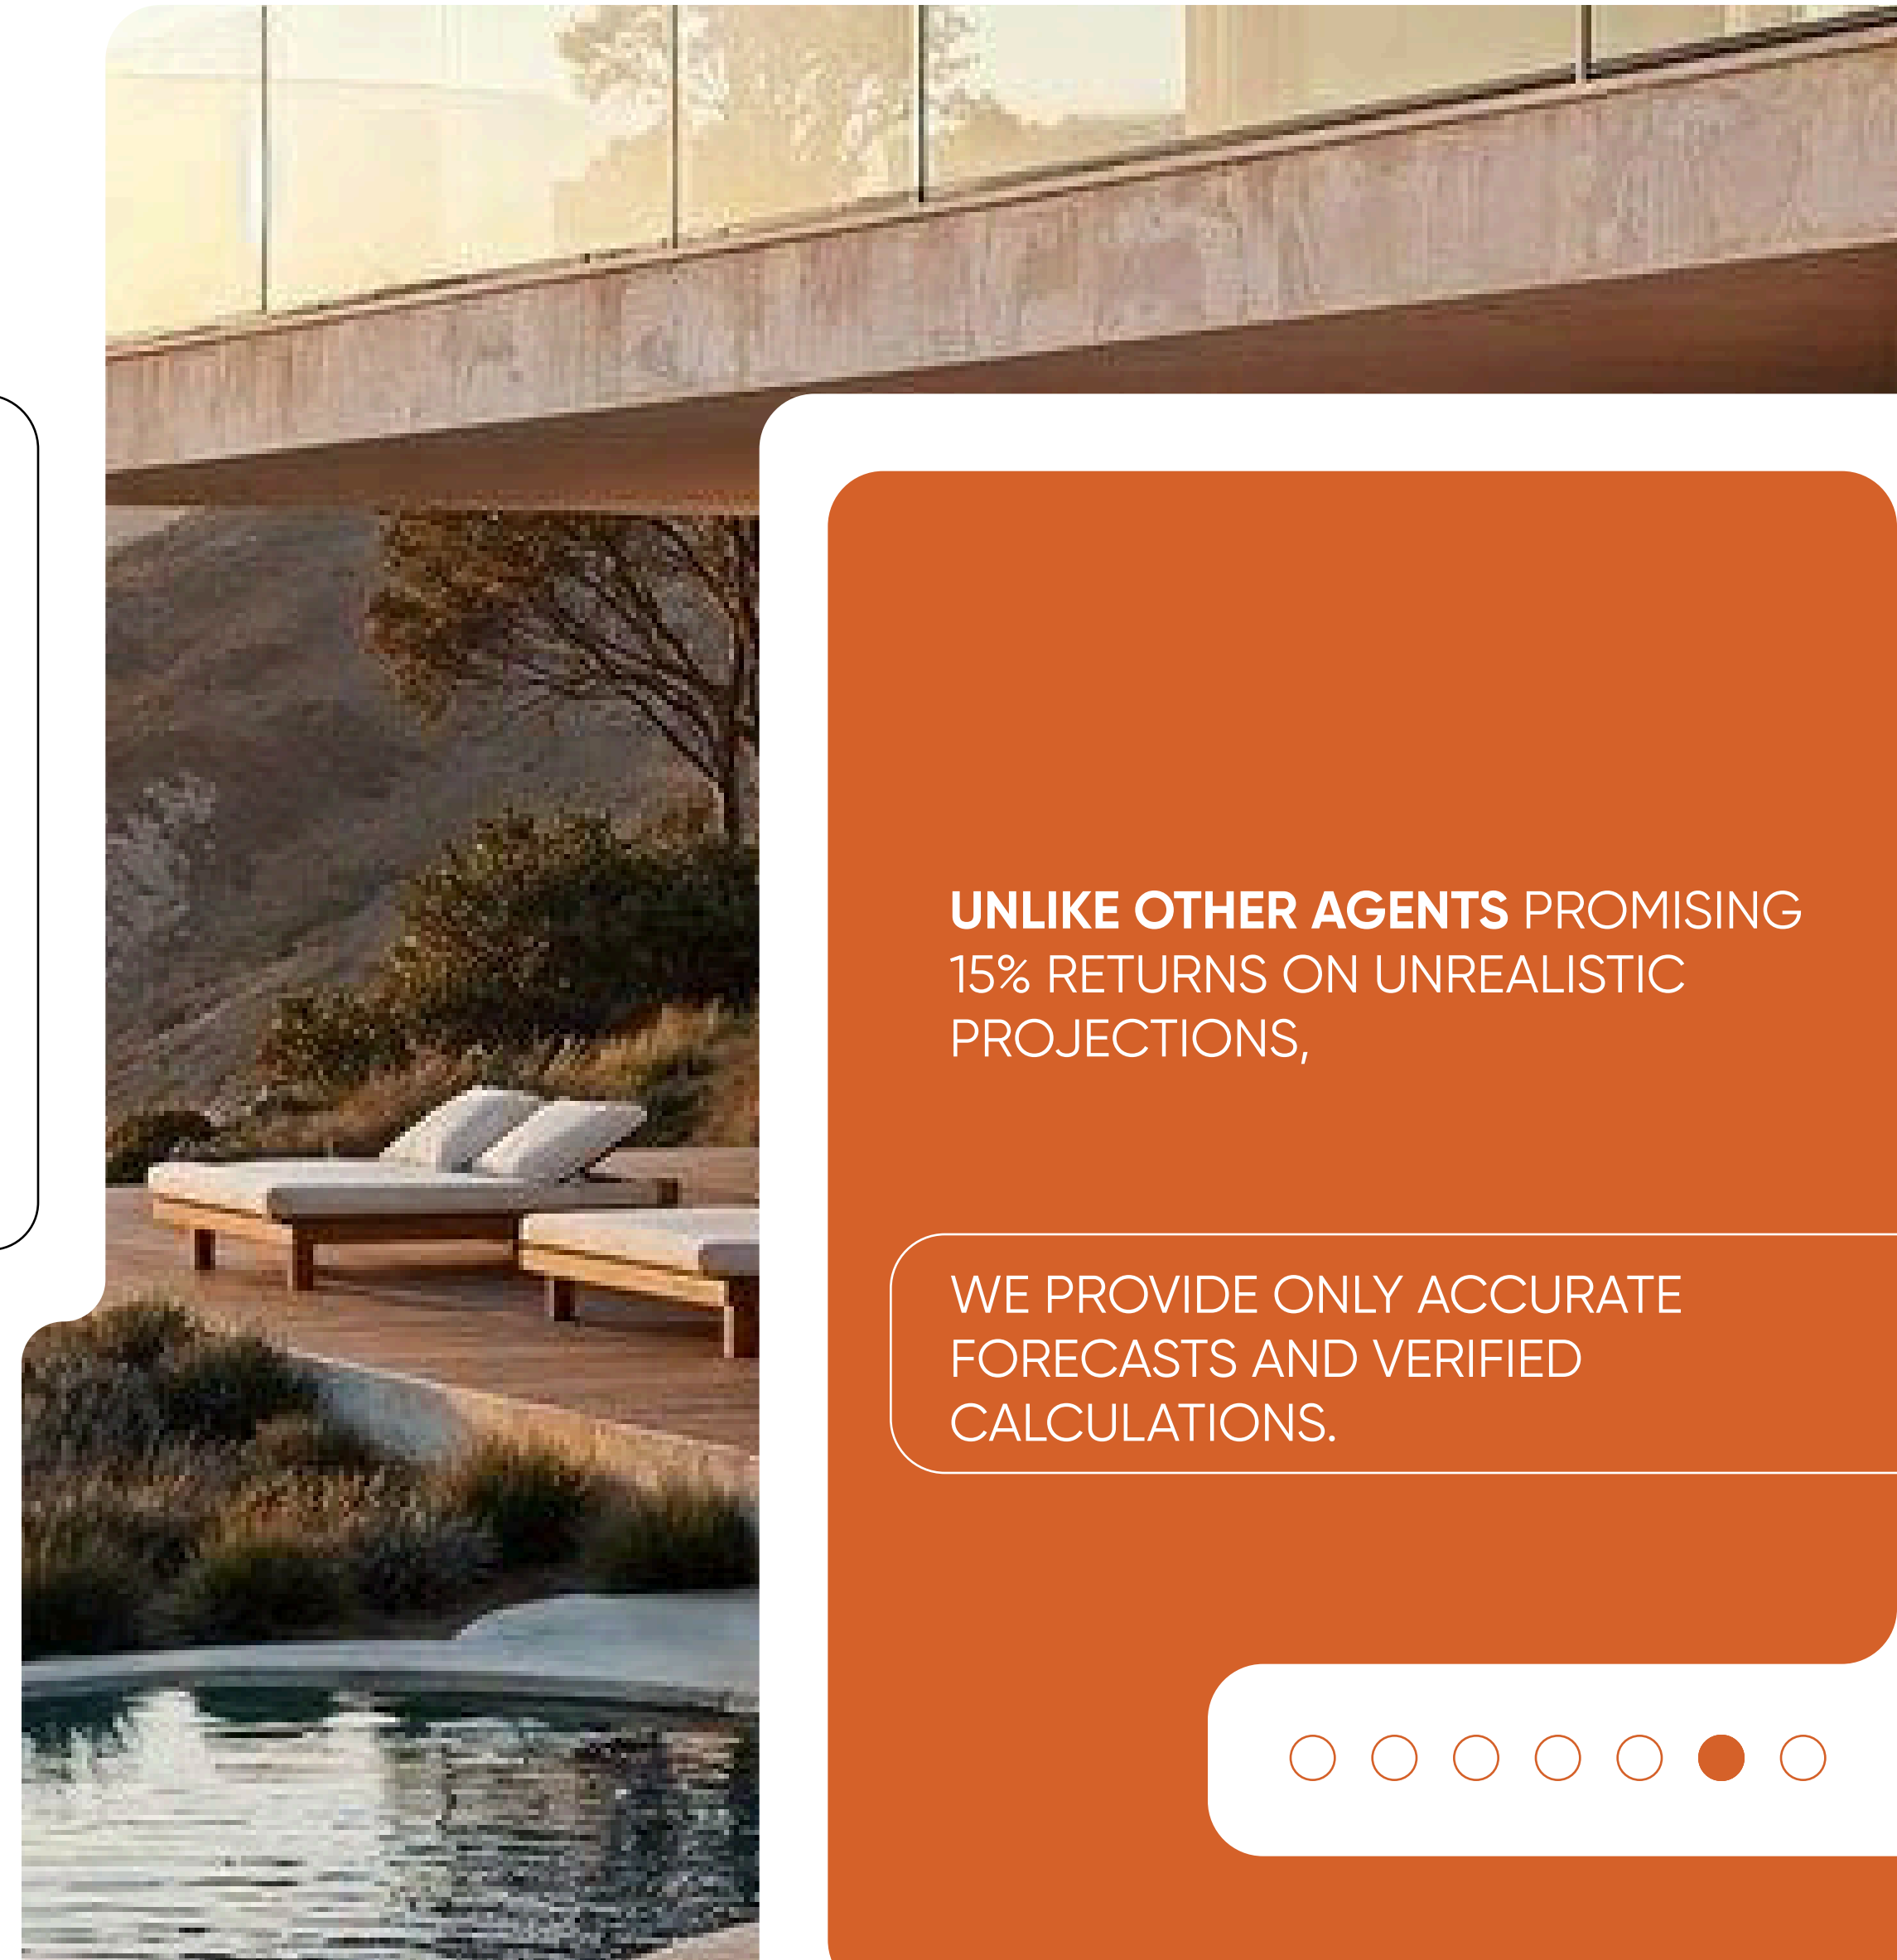 UNLIKE OTHER AGENTS PROMISING
15% RETURNS ON UNREALISTIC
PROJECTIONS,
WE PROVIDE ONLY ACCURATE
FORECASTS AND VERIFIED
CALCULATIONS.